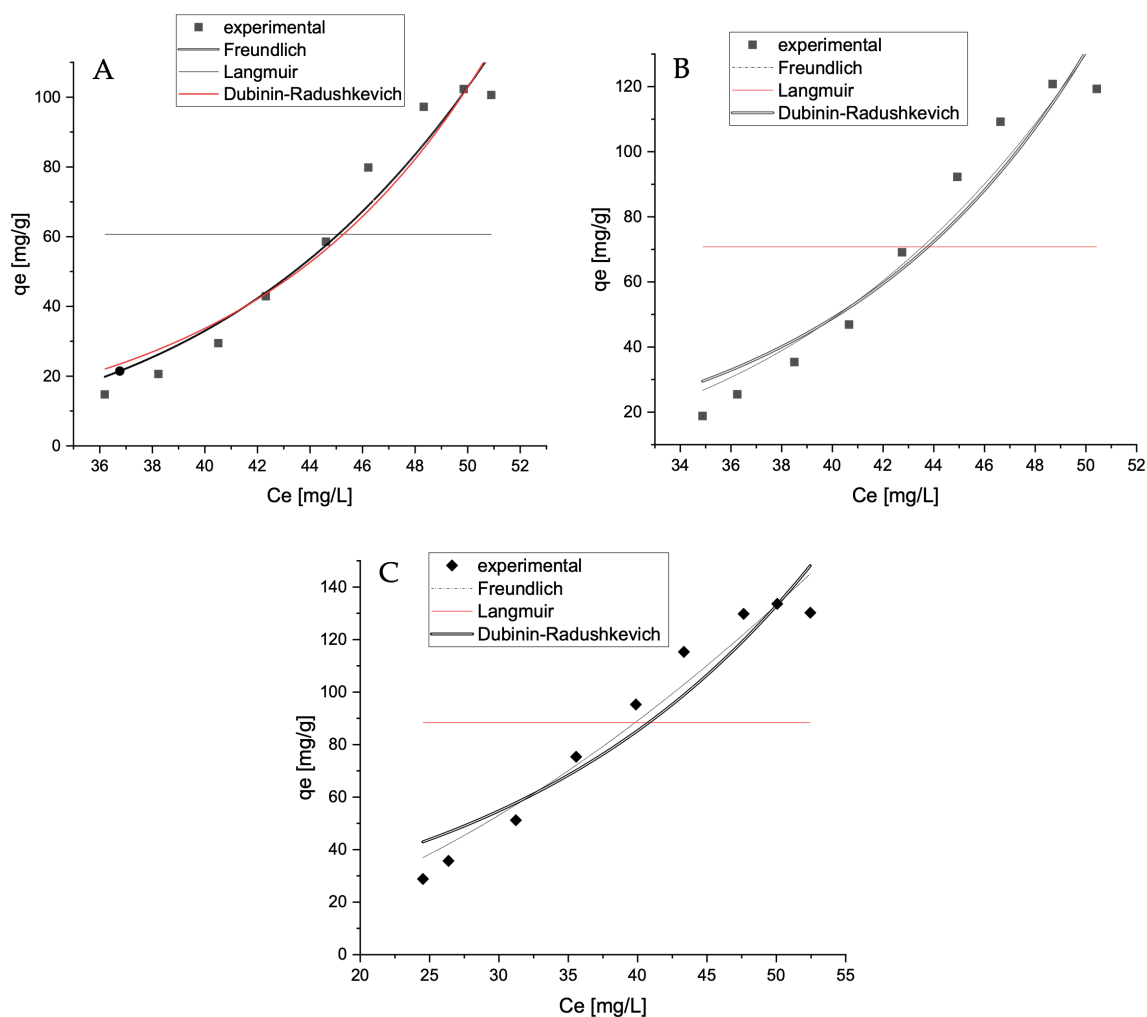 A
experimental
Freundlich
Langmuir
Dubinin-Radushkevich
100
80
60
40
20
0
qe [mg/g]
36 38 40 42 44 46 48 50 52
Ce [mg/L]
B
experimental
Freundlich
Langmuir
Dubinin-Radushkevich
120
100
80
60
40
20
qe [mg/g]
34 36 38 40 42 44 46 48 50 52
Ce [mg/L]
C
experimental
Freundlich
Langmuir
Dubinin-Radushkevich
140
120
100
80
60
40
20
0
qe [mg/g]
20 25 30 35 40 45 50 55
Ce [mg/L]